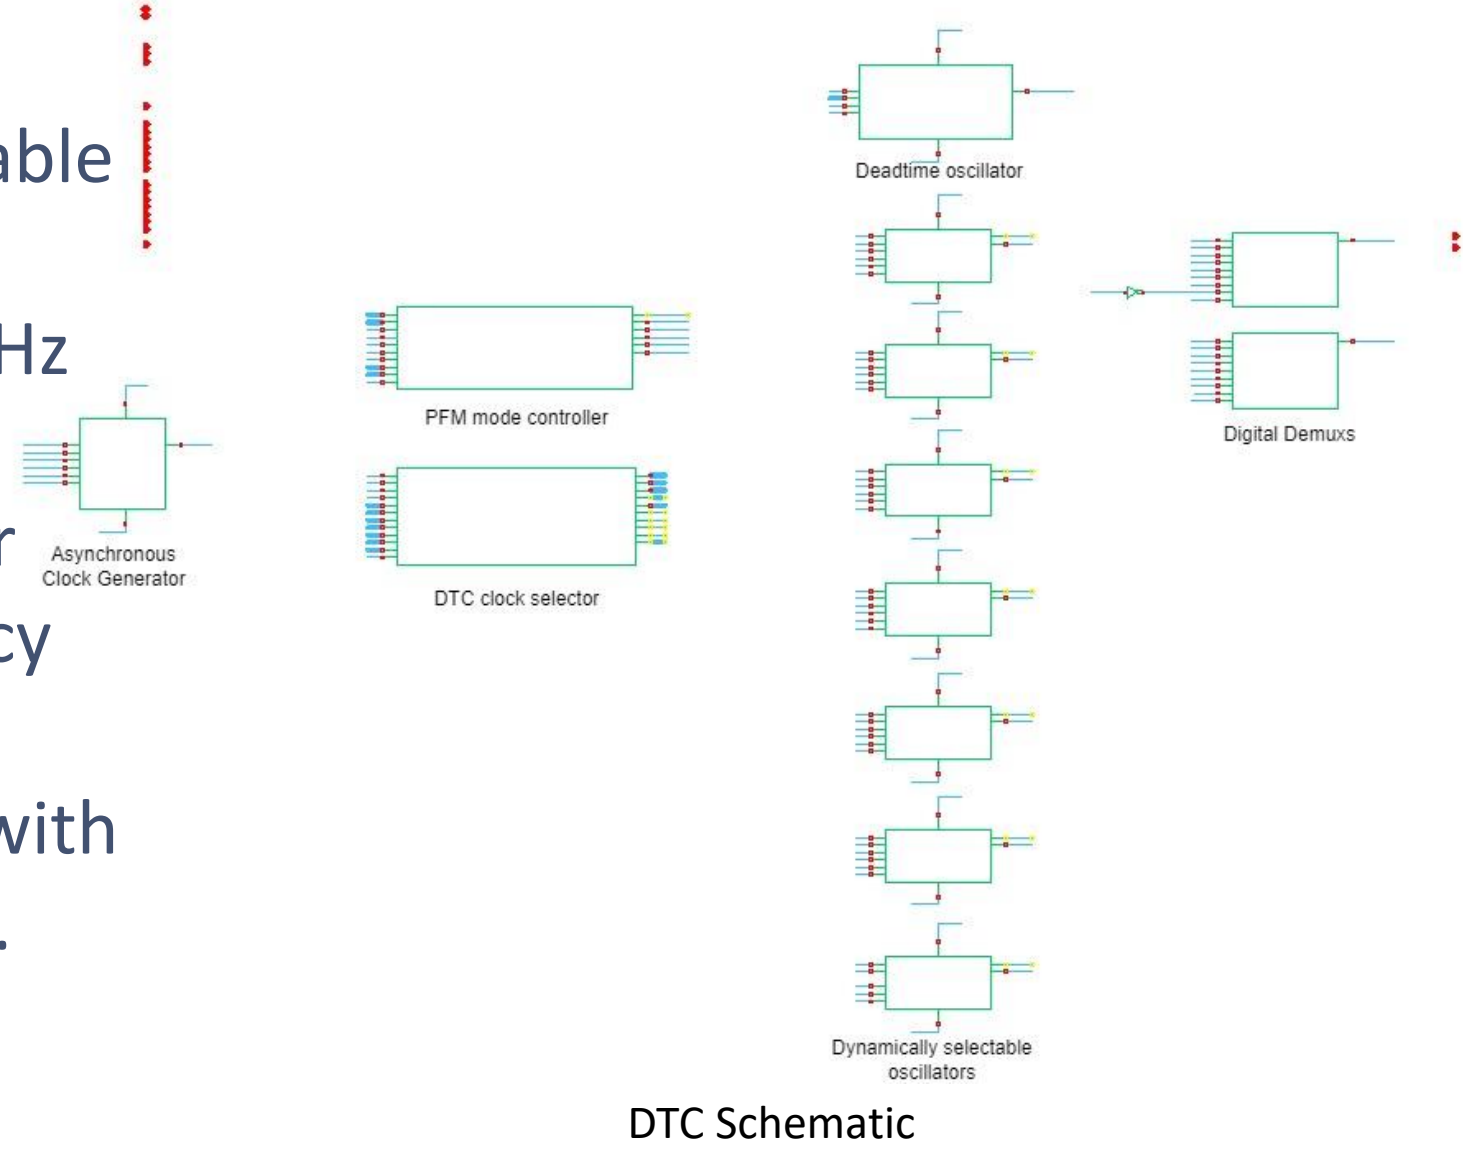 able
Hz
r
cy
with
.
Deadtime oscillator
PFM mode controller
Digital Demuxs
Asynchronous
Clock Generator
DTC clock selector
Dynamically selectable
oscillators
DTC Schematic